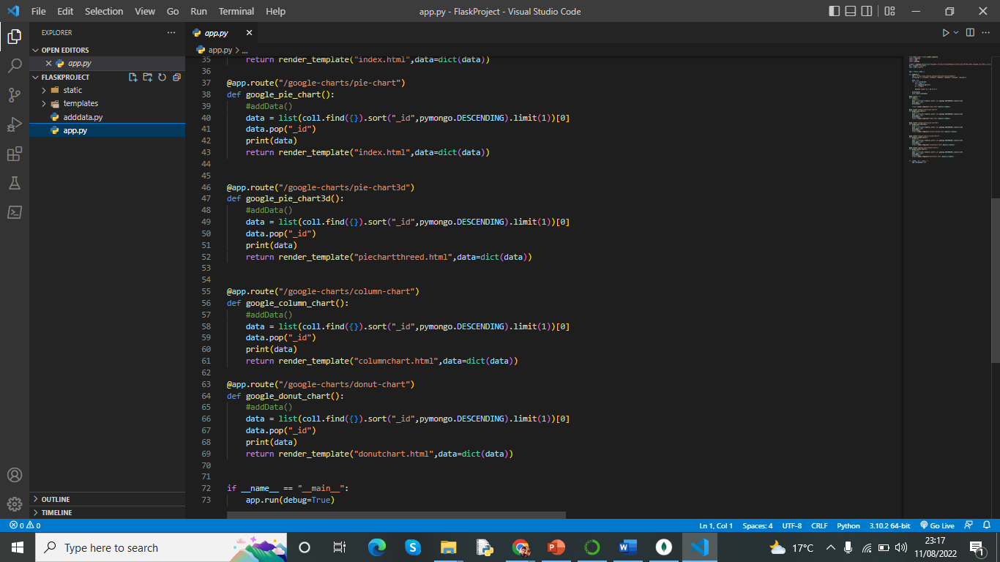 File Edit Selection View Go Run Terminal Help
app.py - FlaskProject - Visual Studio Code
EXPLORER
OPEN EDITORS
app.py
FLASKPROJECT
static
templates
adddata.py
app.py
OUTLINE
TIMELINE
app.py
app.py > ...
35 return render_template("index.html",data=dict(data))
36
37 @app.route("/google-charts/pie-chart")
38 def google_pie_chart():
39 #addData()
40 data = list(coll.find({}).sort("_id",pymongo.DESCENDING).limit(1))[0]
41 data.pop("_id")
42 print(data)
43 return render_template("index.html",data=dict(data))
44
45
46 @app.route("/google-charts/pie-chart3d")
47 def google_pie_chart3d():
48 #addData()
49 data = list(coll.find({}).sort("_id",pymongo.DESCENDING).limit(1))[0]
50 data.pop("_id")
51 print(data)
52 return render_template("piechartthreed.html",data=dict(data))
53
54
55 @app.route("/google-charts/column-chart")
56 def google_column_chart():
57 #addData()
58 data = list(coll.find({}).sort("_id",pymongo.DESCENDING).limit(1))[0]
59 data.pop("_id")
60 print(data)
61 return render_template("columnchart.html",data=dict(data))
62
63 @app.route("/google-charts/donut-chart")
64 def google_donut_chart():
65 #addData()
66 data = list(coll.find({}).sort("_id",pymongo.DESCENDING).limit(1))[0]
67 data.pop("_id")
68 print(data)
69 return render_template("donutchart.html",data=dict(data))
70
71
72 if __name__ == "__main__":
73 app.run(debug=True)
0 0
Ln 1, Col 1 Spaces: 4 UTF-8 CRLF Python 3.10.2 64-bit Go Live
Type here to search
17°C
23:17
11/08/2022
1